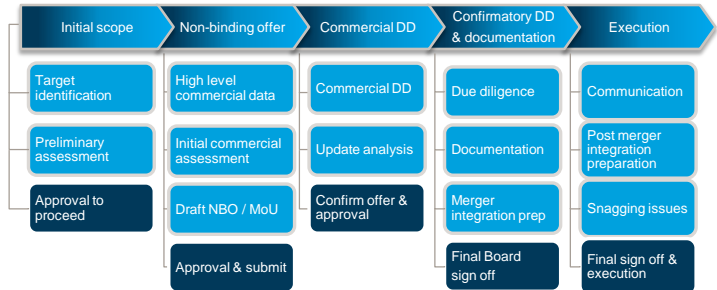 Initial scope
Non-binding offer
Commercial DD
Confirmatory DD
& documentation
Execution
Target
identification
Preliminary
assessment
Approval to
proceed
High level
commercial data
Initial commercial
assessment
Draft NBO / MoU
Approval & submit
Commercial DD
Update analysis
Confirm offer &
approval
Due diligence
Documentation
Merger
integration prep
Final Board
sign off
Communication
Post merger
integration
preparation
Snagging issues
Final sign off &
execution